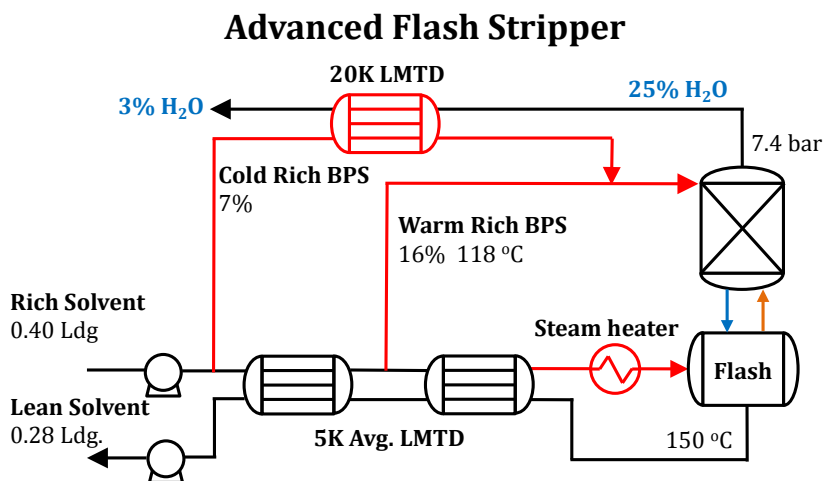 Advanced Flash Stripper
20K LMTD
3% H₂O
25% H₂O
7.4 bar
Cold Rich BPS
7%
Warm Rich BPS
16% 118 ⁰C
Rich Solvent
0.40 Ldg
Steam heater
Flash
Lean Solvent
0.28 Ldg.
5K Avg. LMTD
150 ⁰C